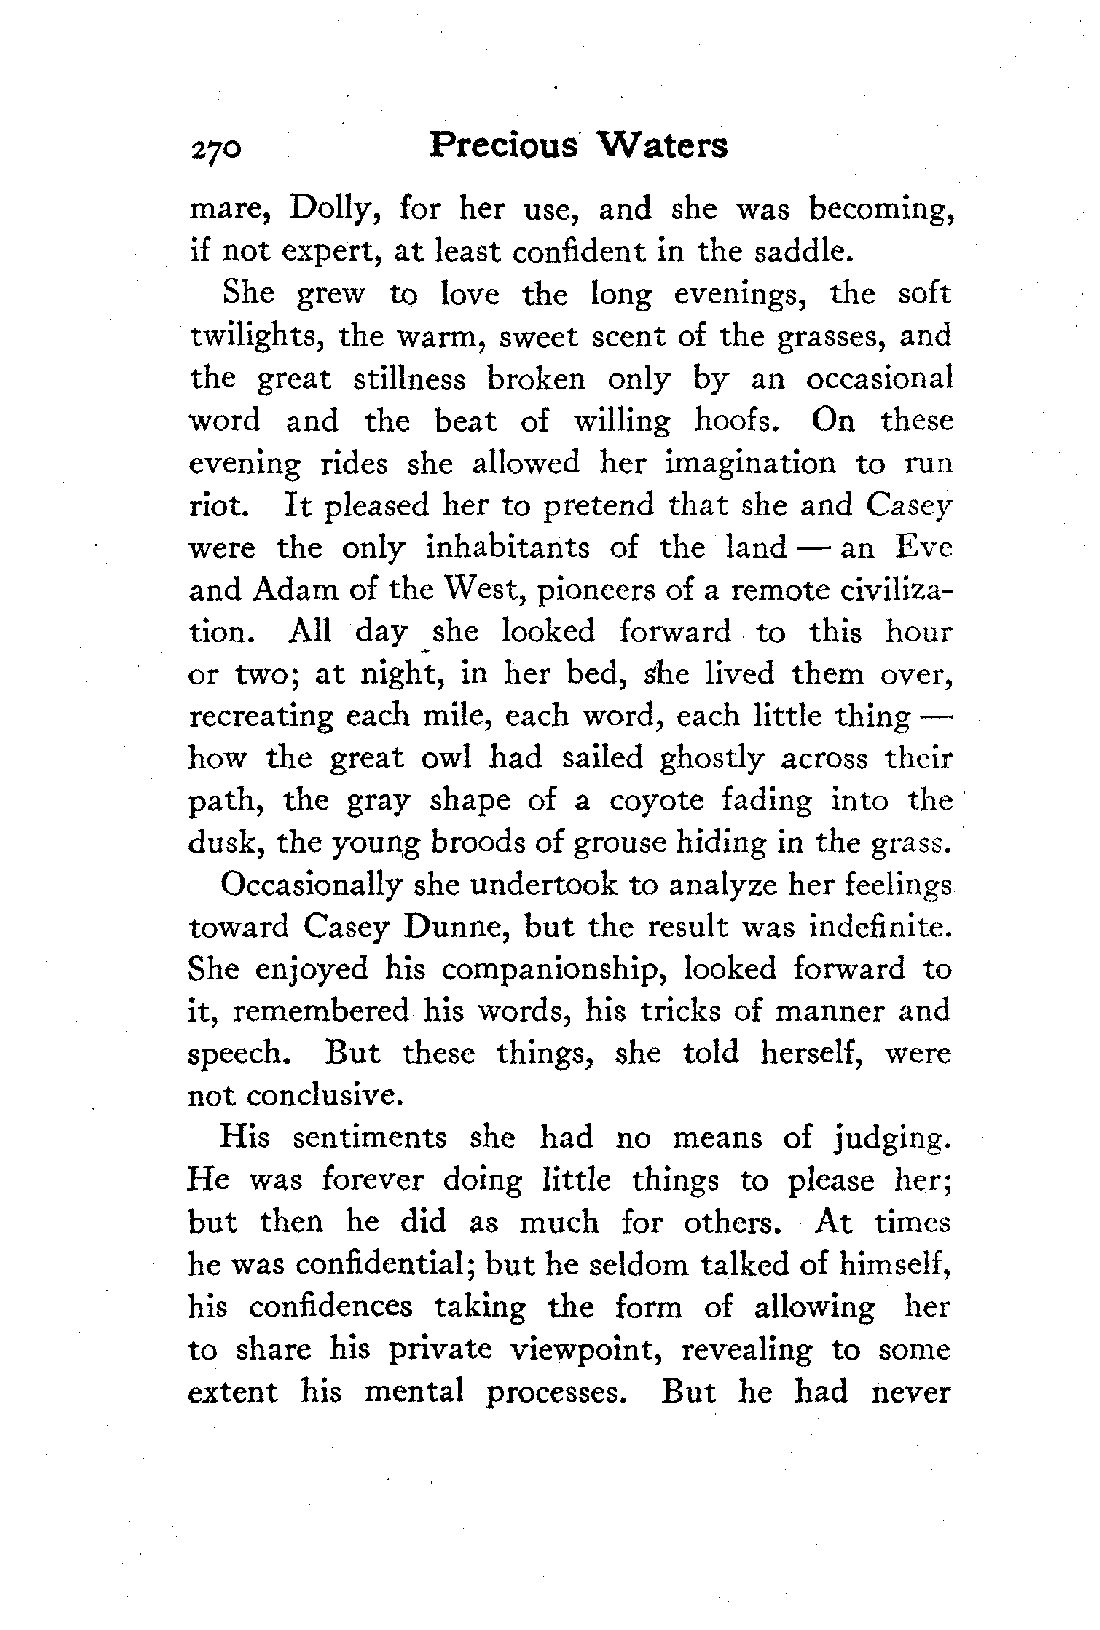 270 Precious Waters
mare, Dolly, for her use, and she was becoming,
if not expert, at least confident in the saddle.
She grew to love the long evenings, the soft
twilights, the warm, sweet scent of the grasses, and
the great stillness broken only by an occasional
word and the beat of willing hoofs. On these
evening rides she allowed her imagination to run
riot. It pleased her to pretend that she and Casey
were the only inhabitants of the land — an Eve
and Adam of the West, pioneers of a remote civiliza-
tion. All day she looked forward to this hour
or two; at night, in her bed, she lived them over,
recreating each mile, each word, each little thing —
how the great owl had sailed ghostly across their
path, the gray shape of a coyote fading into the
dusk, the young broods of grouse hiding in the grass.
Occasionally she undertook to analyze her feelings
toward Casey Dunne, but the result was indefinite.
She enjoyed his companionship, looked forward to
it, remembered his words, his tricks of manner and
speech. But these things, she told herself, were
not conclusive.
His sentiments she had no means of judging.
He was forever doing little things to please her;
but then he did as much for others. At times
he was confidential; but he seldom talked of himself,
his confidences taking the form of allowing her
to share his private viewpoint, revealing to some
extent his mental processes. But he had never